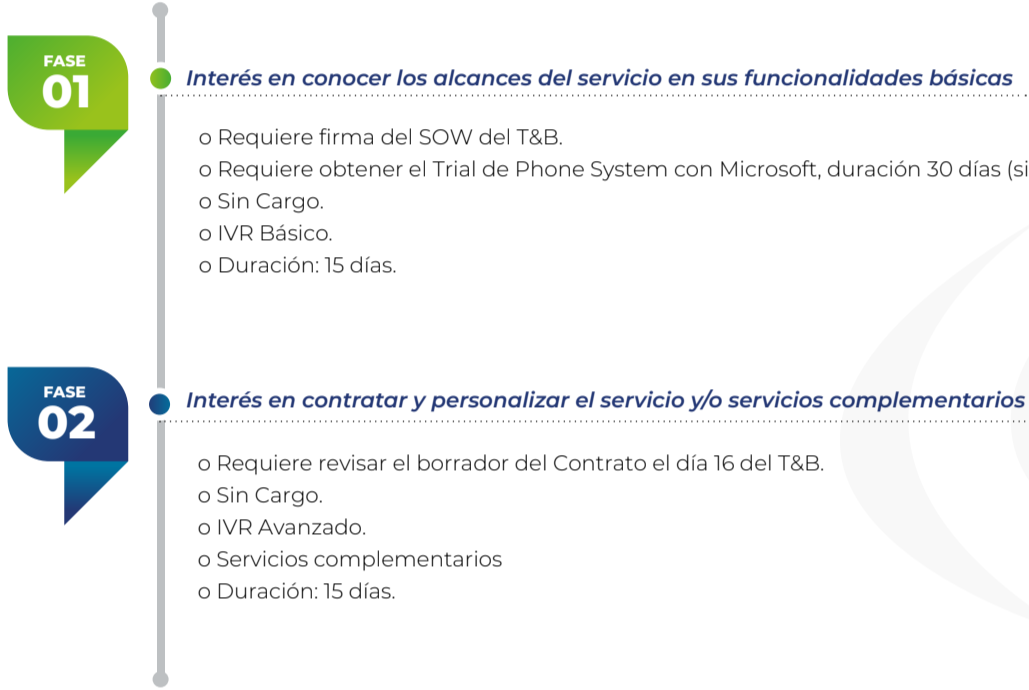 FASE
01
Interés en conocer los alcances del servicio en sus funcionalidades básicas
o Requiere firma del SOW del T&B.
o Requiere obtener el Trial de Phone System con Microsoft, duración 30 días (si
o Sin Cargo.
o IVR Básico.
o Duración: 15 días.
FASE
02
Interés en contratar y personalizar el servicio y/o servicios complementarios
o Requiere revisar el borrador del Contrato el día 16 del T&B.
o Sin Cargo.
o IVR Avanzado.
o Servicios complementarios
o Duración: 15 días.